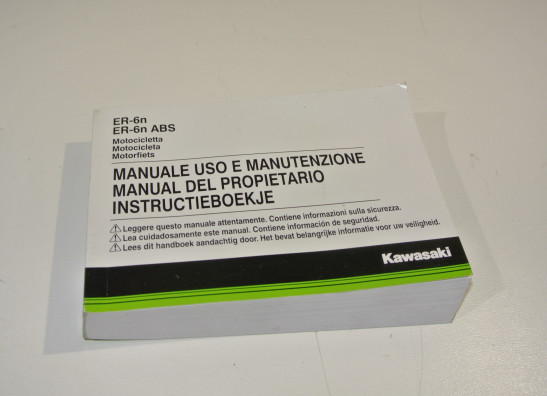 ER-6n
ER-6n ABS
Motocicletta
Motocicleta
Motorfiets
MANUALE USO E MANUTENZIONE
MANUAL DEL PROPIETARIO
INSTRUCTIEBOEKJE
Leggere questo manuale attentamente. Contiene informazioni sulla sicurezza.
Lea cuidadosamente este manual. Contiene información de seguridad.
Lees dit handboek aandachtig door. Het bevat belangrijke informatie voor uw veiligheid.
Kawasaki